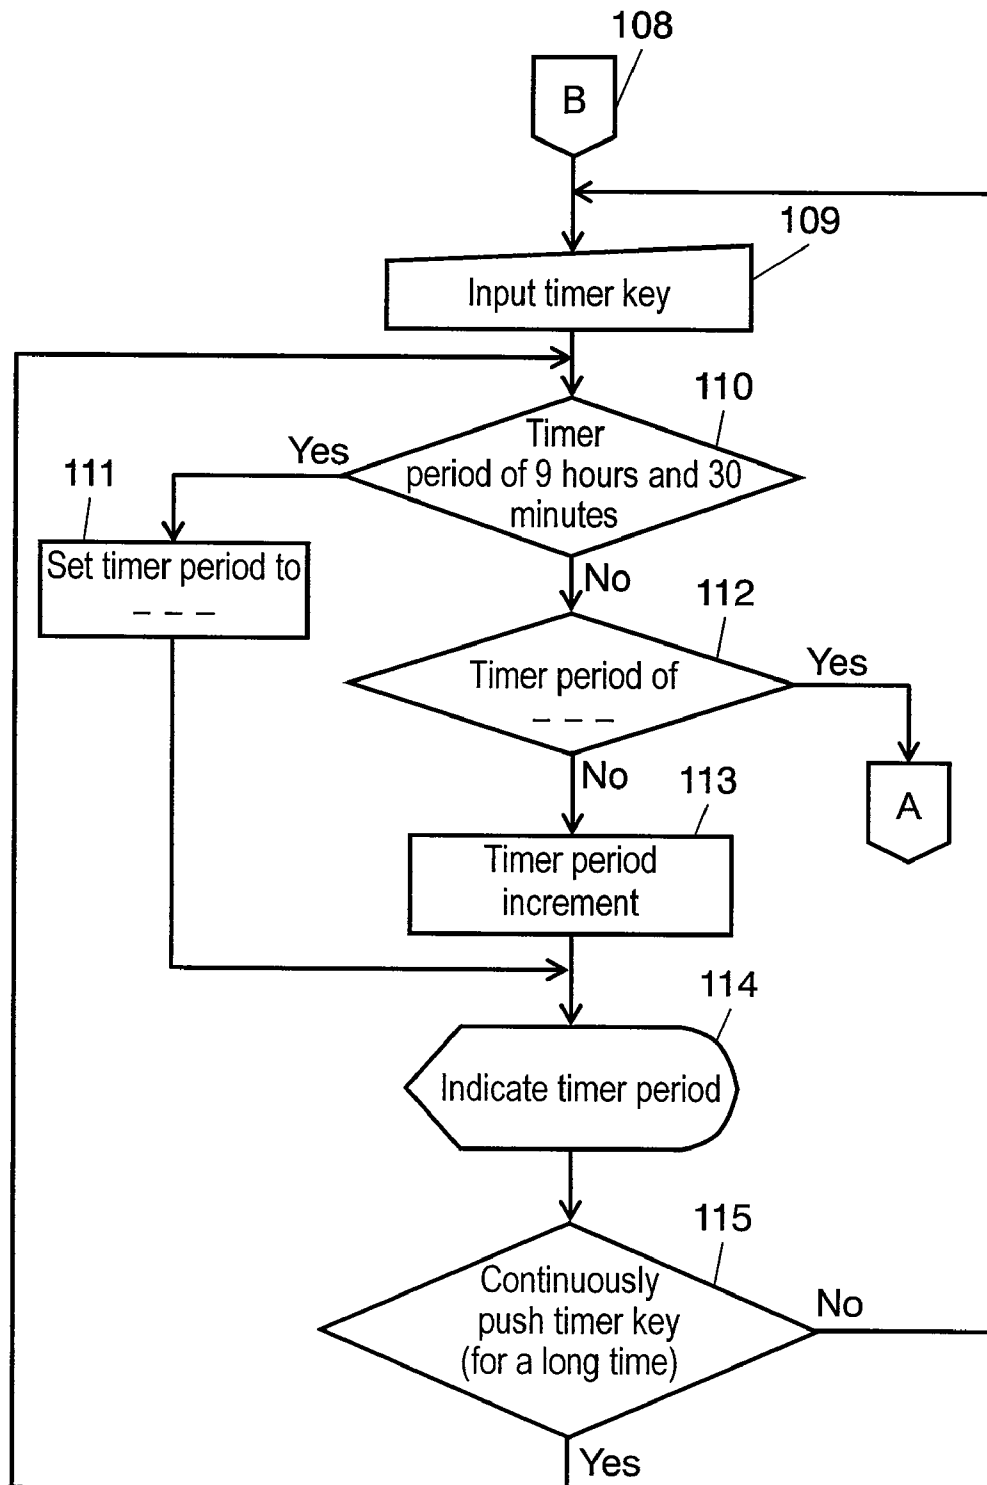 108
B
109
Input timer key
110
Timer
period of 9 hours and 30
minutes
Yes
111
Set timer period to
– – –
No
112
Timer period of
– – –
Yes
A
No
113
Timer period
increment
114
Indicate timer period
115
Continuously
push timer key
(for a long time)
No
Yes